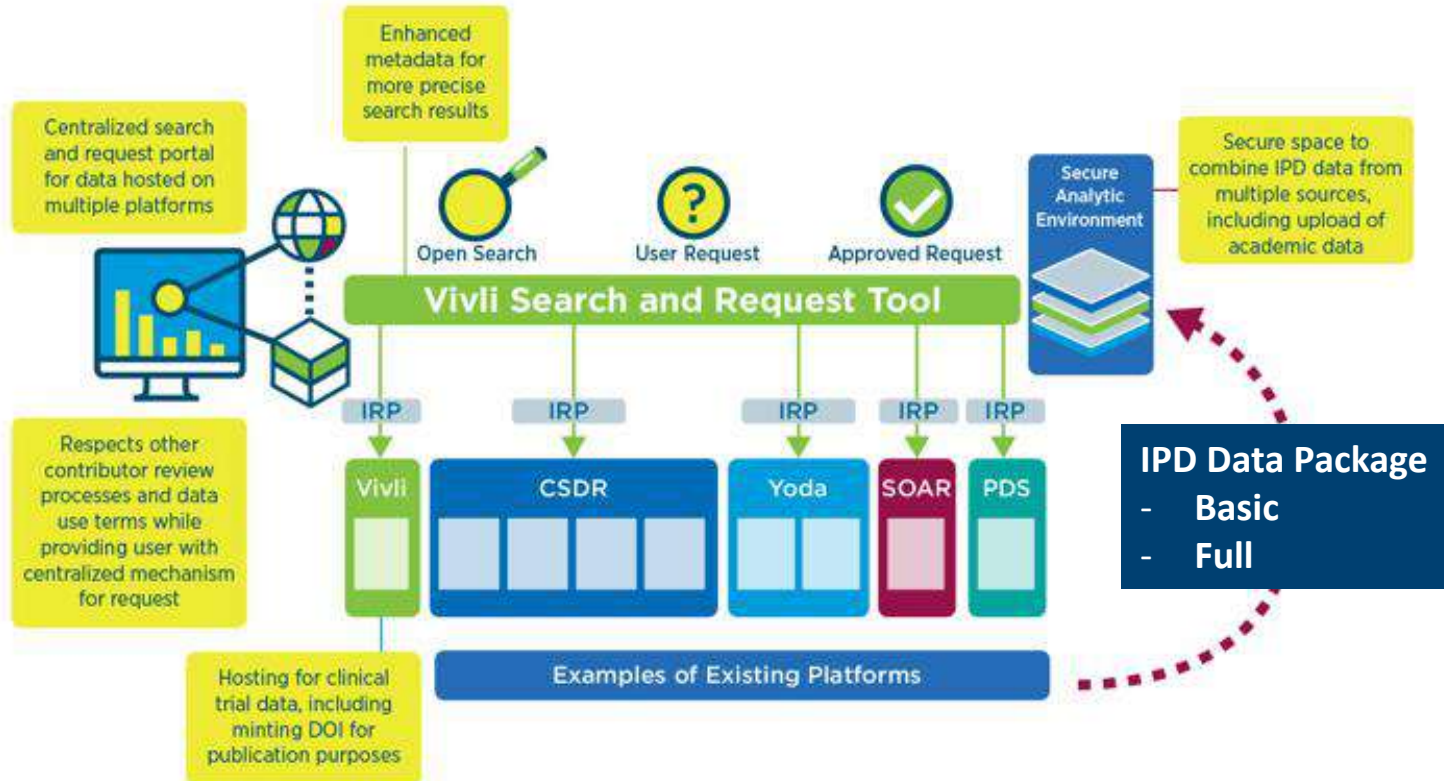 Enhanced
metadata for
more precise
search results
Centralized search
and request portal
for data hosted on
multiple platforms
Open Search
?
User Request
Approved Request
Secure
Analytic
Environment
Secure space to
combine IPD data from
multiple sources,
including upload of
academic data
Vivli Search and Request Tool
IRP
IRP
IRP
IRP
IRP
Respects other
contributor review
processes and data
use terms while
providing user with
centralized mechanism
for request
Vivli
CSDR
Yoda
SOAR
PDS
IPD Data Package
- Basic
- Full
Hosting for clinical
trial data, including
minting DOI for
publication purposes
Examples of Existing Platforms